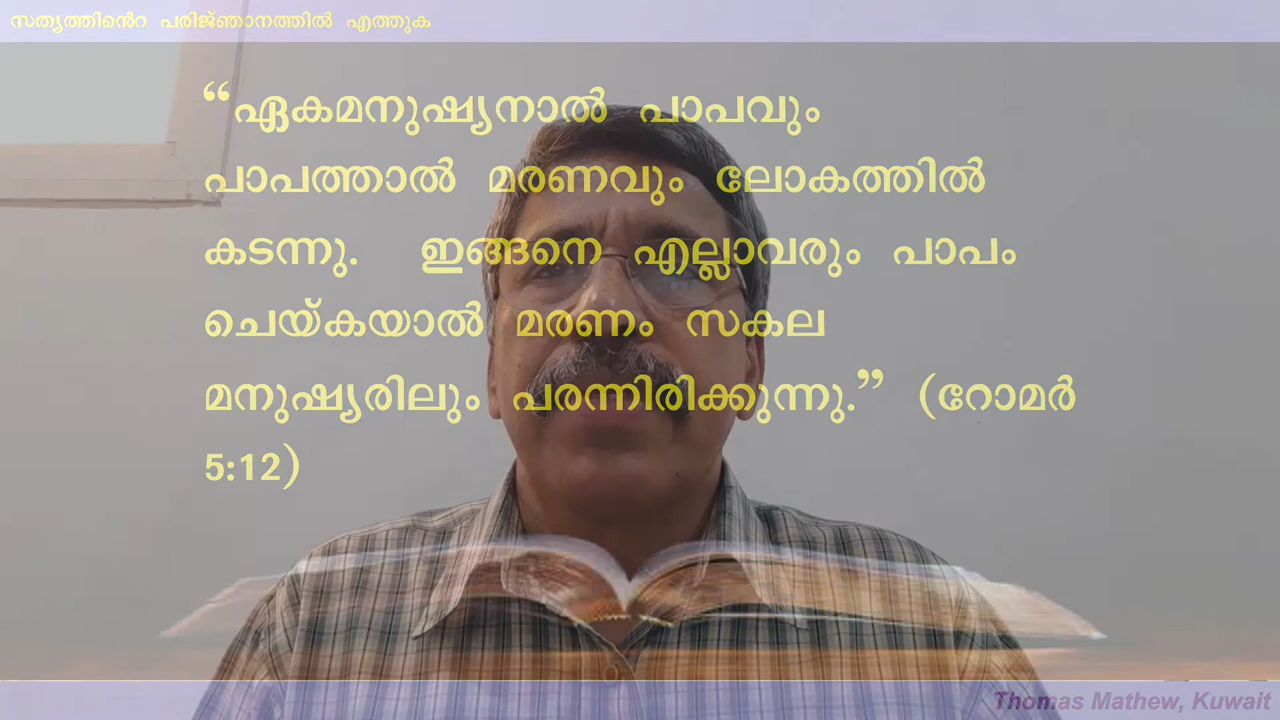 സത്യത്തിൻെറ പരിജ്ഞാനത്തിൽ എത്തുക
“ഏകമനുഷ്യനാൽ പാപവും
പാപത്താൽ മരണവും ലോകത്തിൽ
കടന്നു. ഇങ്ങനെ എല്ലാവരും പാപം
ചെയ്കയാൽ മരണം സകല
മനുഷ്യരിലും പരന്നിരിക്കുന്നു.” (റോമർ
5:12)
Thomas Mathew, Kuwait